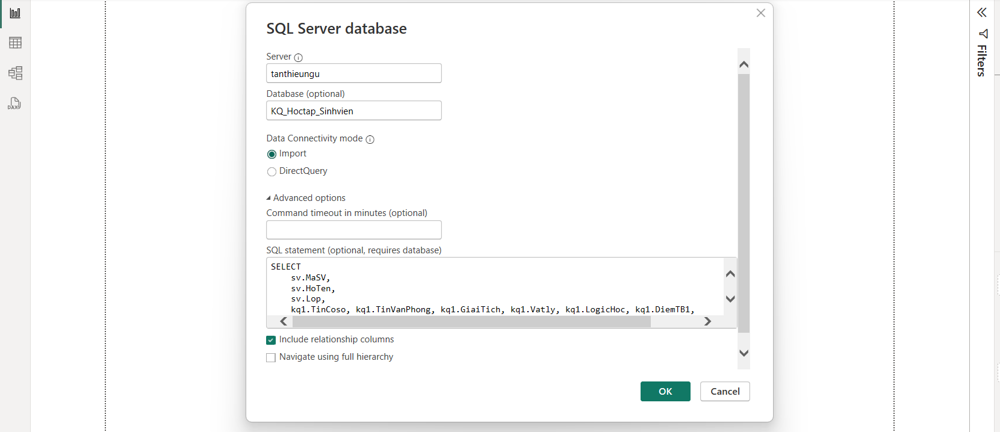 SQL Server database
Server
tanthieungu
Database (optional)
KQ_Hoctap_Sinhvien
Data Connectivity mode
Import
DirectQuery
Advanced options
Command timeout in minutes (optional)
SQL statement (optional, requires database)
SELECT
sv.MaSV,
sv.HoTen,
sv.Lop,
kq1.TinCoso, kq1.TinVanPhong, kq1.GiaiTich, kq1.Vatly, kq1.LogicHoc, kq1.DiemTB1,
Include relationship columns
Navigate using full hierarchy
OK
Cancel
Filters
DAX